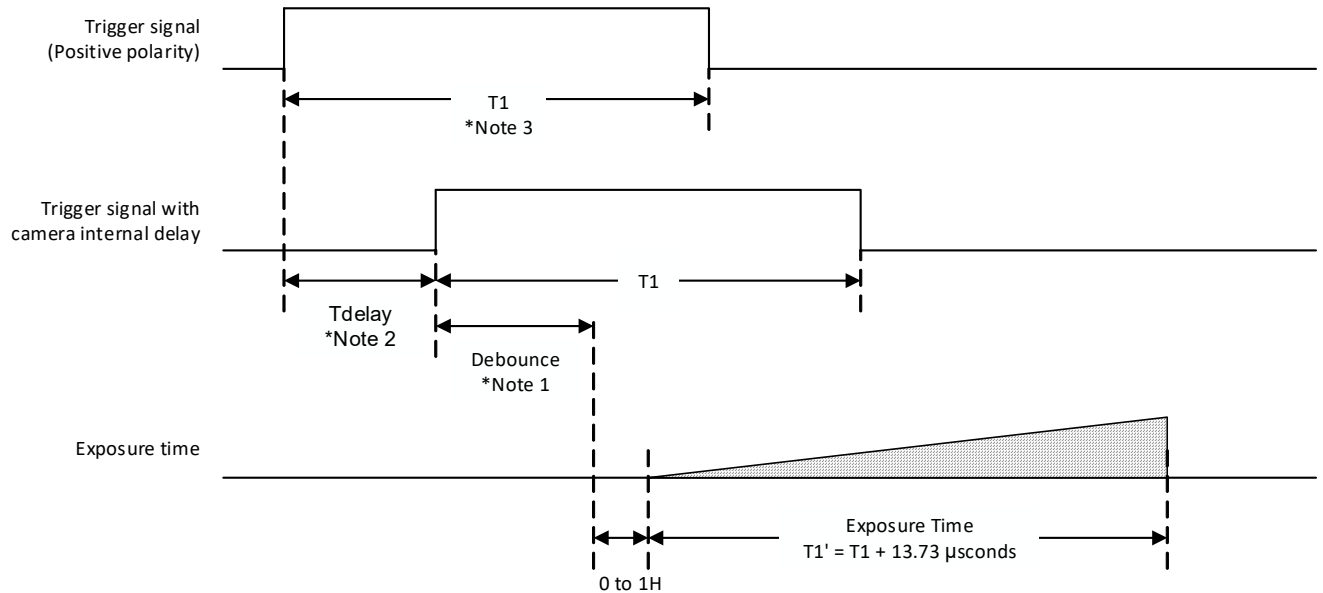 Trigger signal
(Positive polarity)
T1
*Note 3
Trigger signal with
camera internal delay
T1
Tdelay
*Note 2
Debounce
*Note 1
Exposure time
Exposure Time
T1' = T1 + 13.73 µsconds
0 to 1H